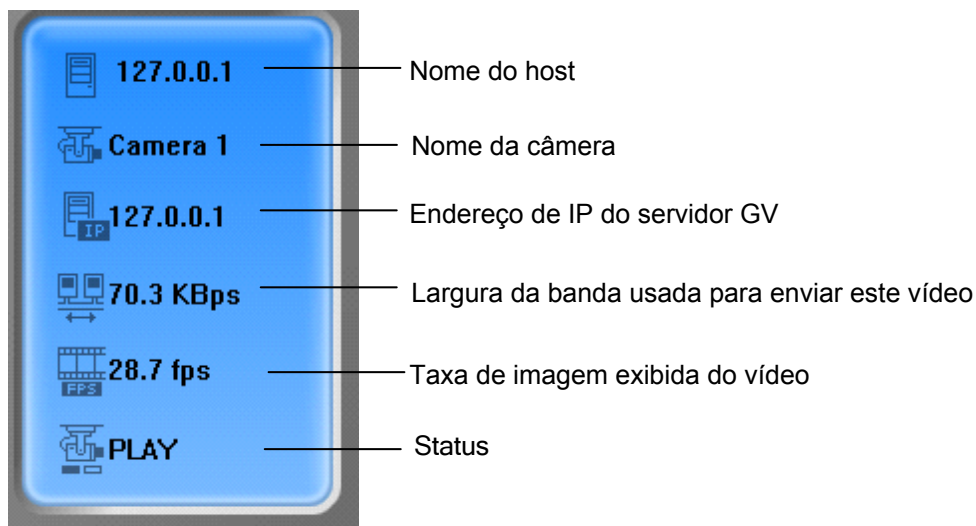 127.0.0.1 Nome do host
Camera 1 Nome da câmera
IP 127.0.0.1 Endereço de IP do servidor GV
70.3 KBps Largura da banda usada para enviar este vídeo
FPS 28.7 fps Taxa de imagem exibida do vídeo
PLAY Status